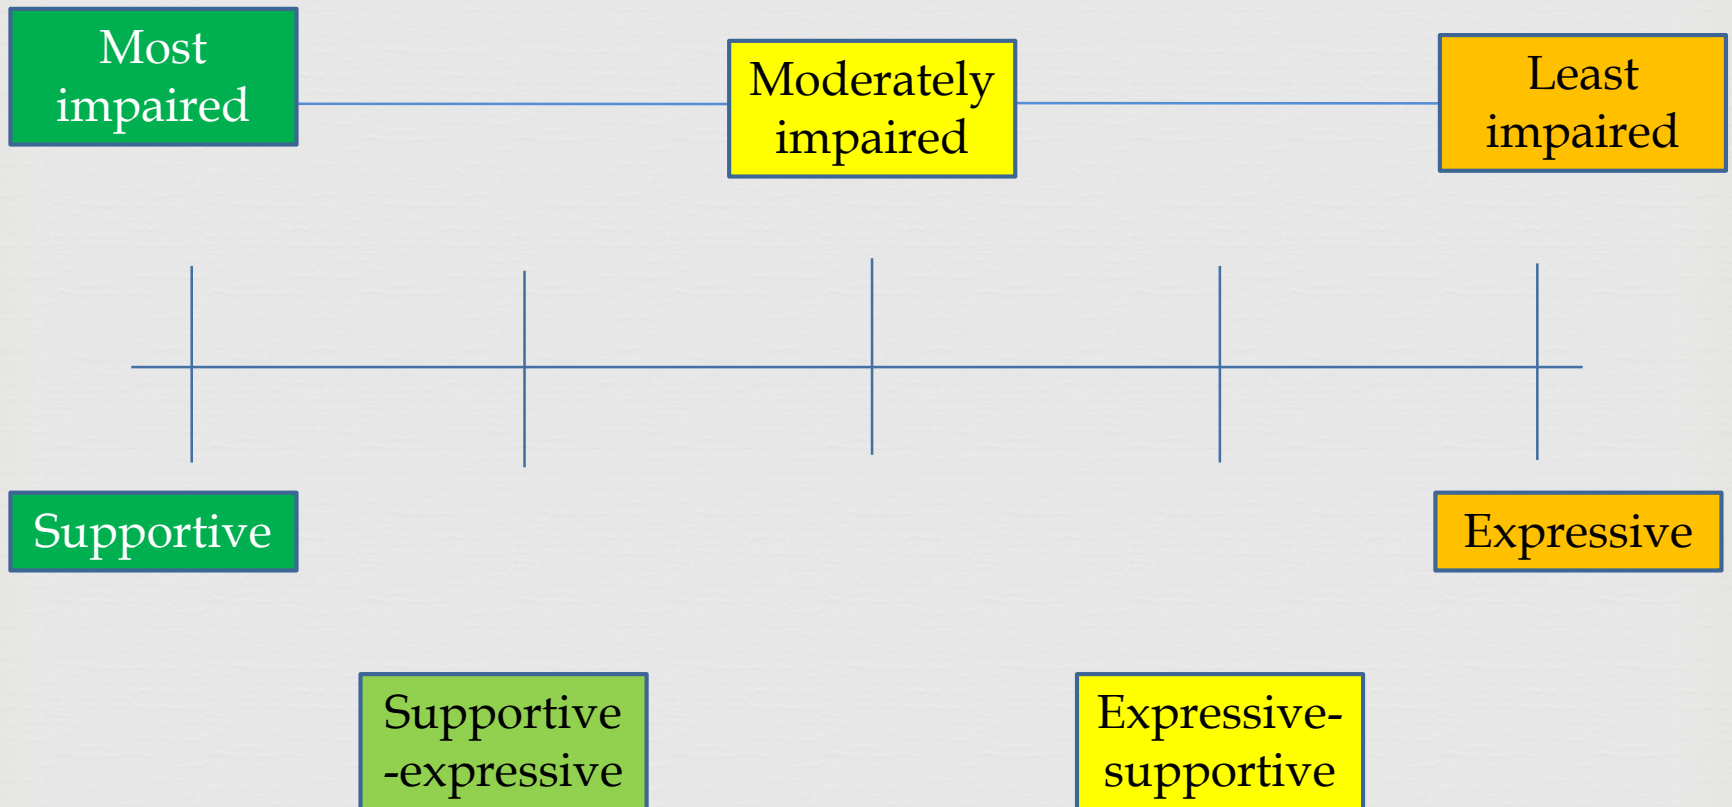 Most
impaired
Moderately
impaired
Least
impaired
Supportive
Expressive
Supportive
-expressive
Expressive-
supportive